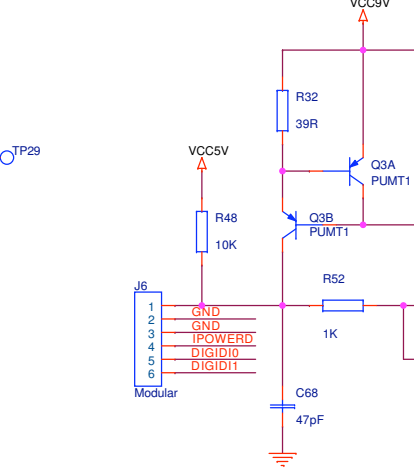 VCC9V
R32
39R
TP29
VCC5V
Q3A
PUMT1
R48
10K
Q3B
PUMT1
R52
1K
J6
1
GND
2
GND
3
IPOWERD
4
DIGIDI0
5
DIGIDI1
6
Modular
C68
47pF